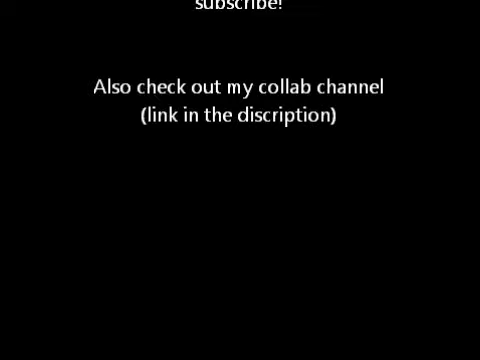 subscribe!
Also check out my collab channel
(link in the discription)